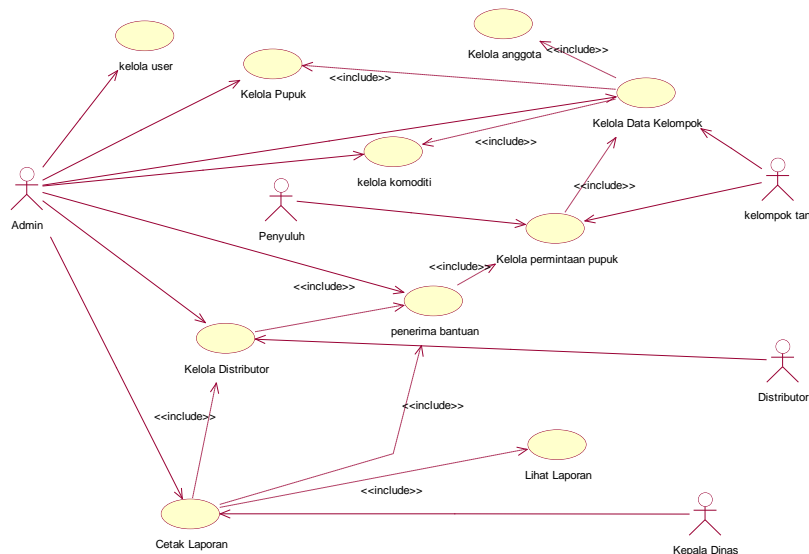 Kelola anggota
<<include>>
kelola user
<<include>>
Kelola Pupuk
Kelola Data Kelompok
<<include>>
kelola komoditi
<<include>>
Admin
Penyuluh
kelompok tan
Kelola permintaan pupuk
<<include>>
<<include>>
penerima bantuan
Kelola Distributor
Distributor
<<include>>
<<include>>
Lihat Laporan
<<include>>
Cetak Laporan
Kepala Dinas